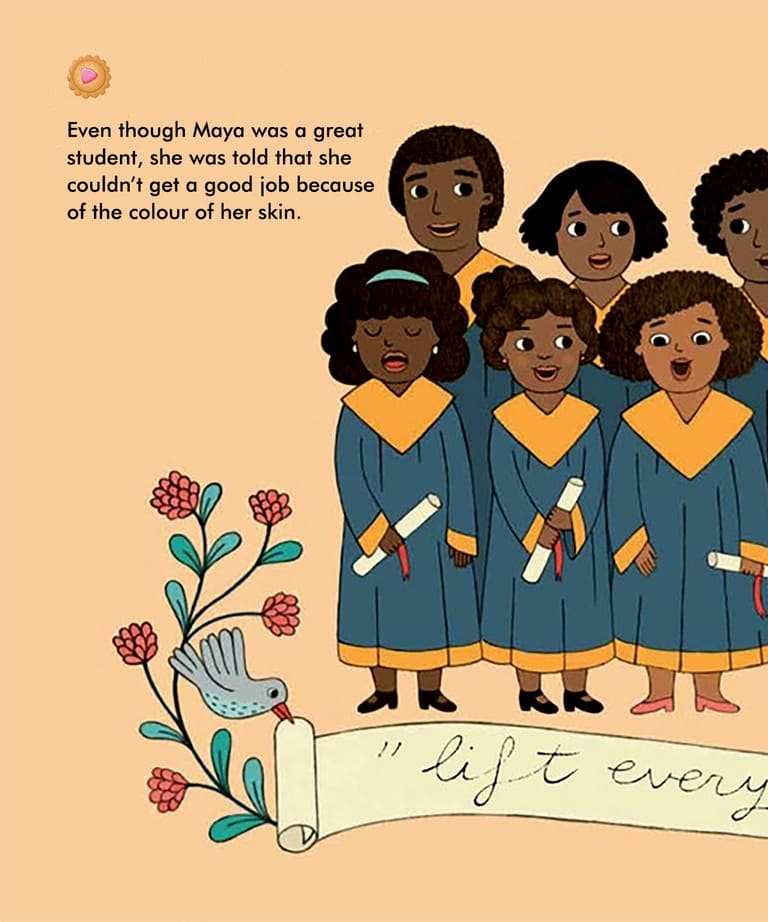 Even though Maya was a great
student, she was told that she
couldn’t get a good job because
of the colour of her skin.
" lift every